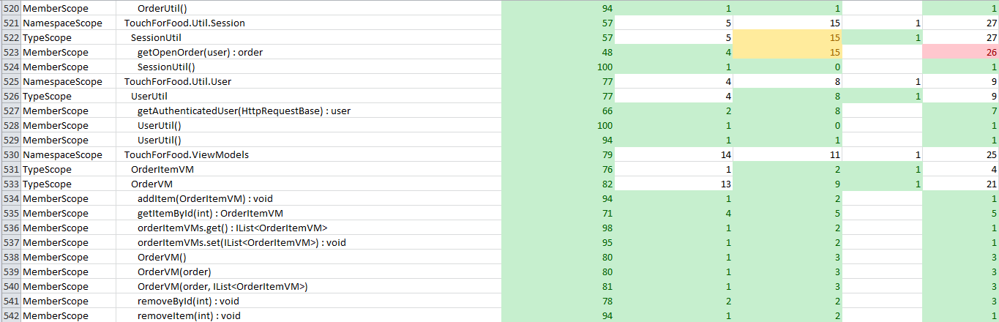 520 MemberScope OrderUtil() 94 1 1 1
521 NamespaceScope TouchForFood.Util.Session 57 5 15 1 27
522 TypeScope SessionUtil 57 5 15 1 27
523 MemberScope getOpenOrder(user) : order 48 4 15 26
524 MemberScope SessionUtil() 100 1 0 1
525 NamespaceScope TouchForFood.Util.User 77 4 8 1 9
526 TypeScope UserUtil 77 4 8 1 9
527 MemberScope getAuthenticatedUser(HttpRequestBase) : user 66 2 8 7
528 MemberScope UserUtil() 100 1 0 1
529 MemberScope UserUtil() 94 1 1 1
530 NamespaceScope TouchForFood.ViewModels 79 14 11 1 25
531 TypeScope OrderItemVM 76 1 2 1 4
533 TypeScope OrderVM 82 13 9 1 21
534 MemberScope addItem(OrderItemVM) : void 94 1 2 1
535 MemberScope getItemById(int) : OrderItemVM 71 4 5 5
536 MemberScope orderItemVMs.get() : IList<OrderItemVM> 98 1 2 1
537 MemberScope orderItemVMs.set(IList<OrderItemVM>) : void 95 1 2 1
538 MemberScope OrderVM() 80 1 3 3
539 MemberScope OrderVM(order) 80 1 3 3
540 MemberScope OrderVM(order, IList<OrderItemVM>) 81 1 3 3
541 MemberScope removeById(int) : void 78 2 2 3
542 MemberScope removeItem(int) : void 94 1 2 1